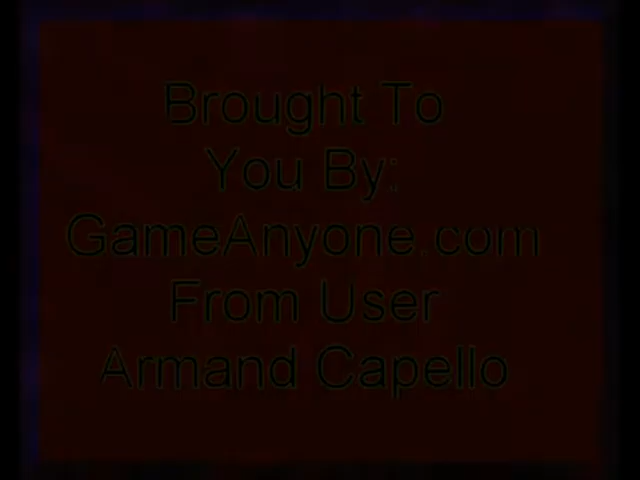 Brought To
You By:
GameAnyone.com
From User
Armand Capello